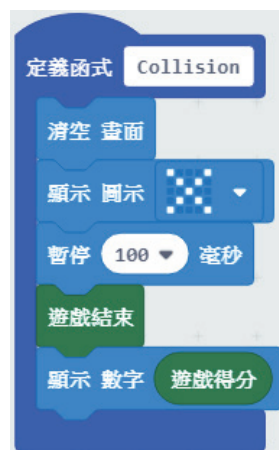 定義函式 Collision
清空 畫面
顯示 圖示
暫停 100 毫秒
遊戲結束
顯示 數字 遊戲得分